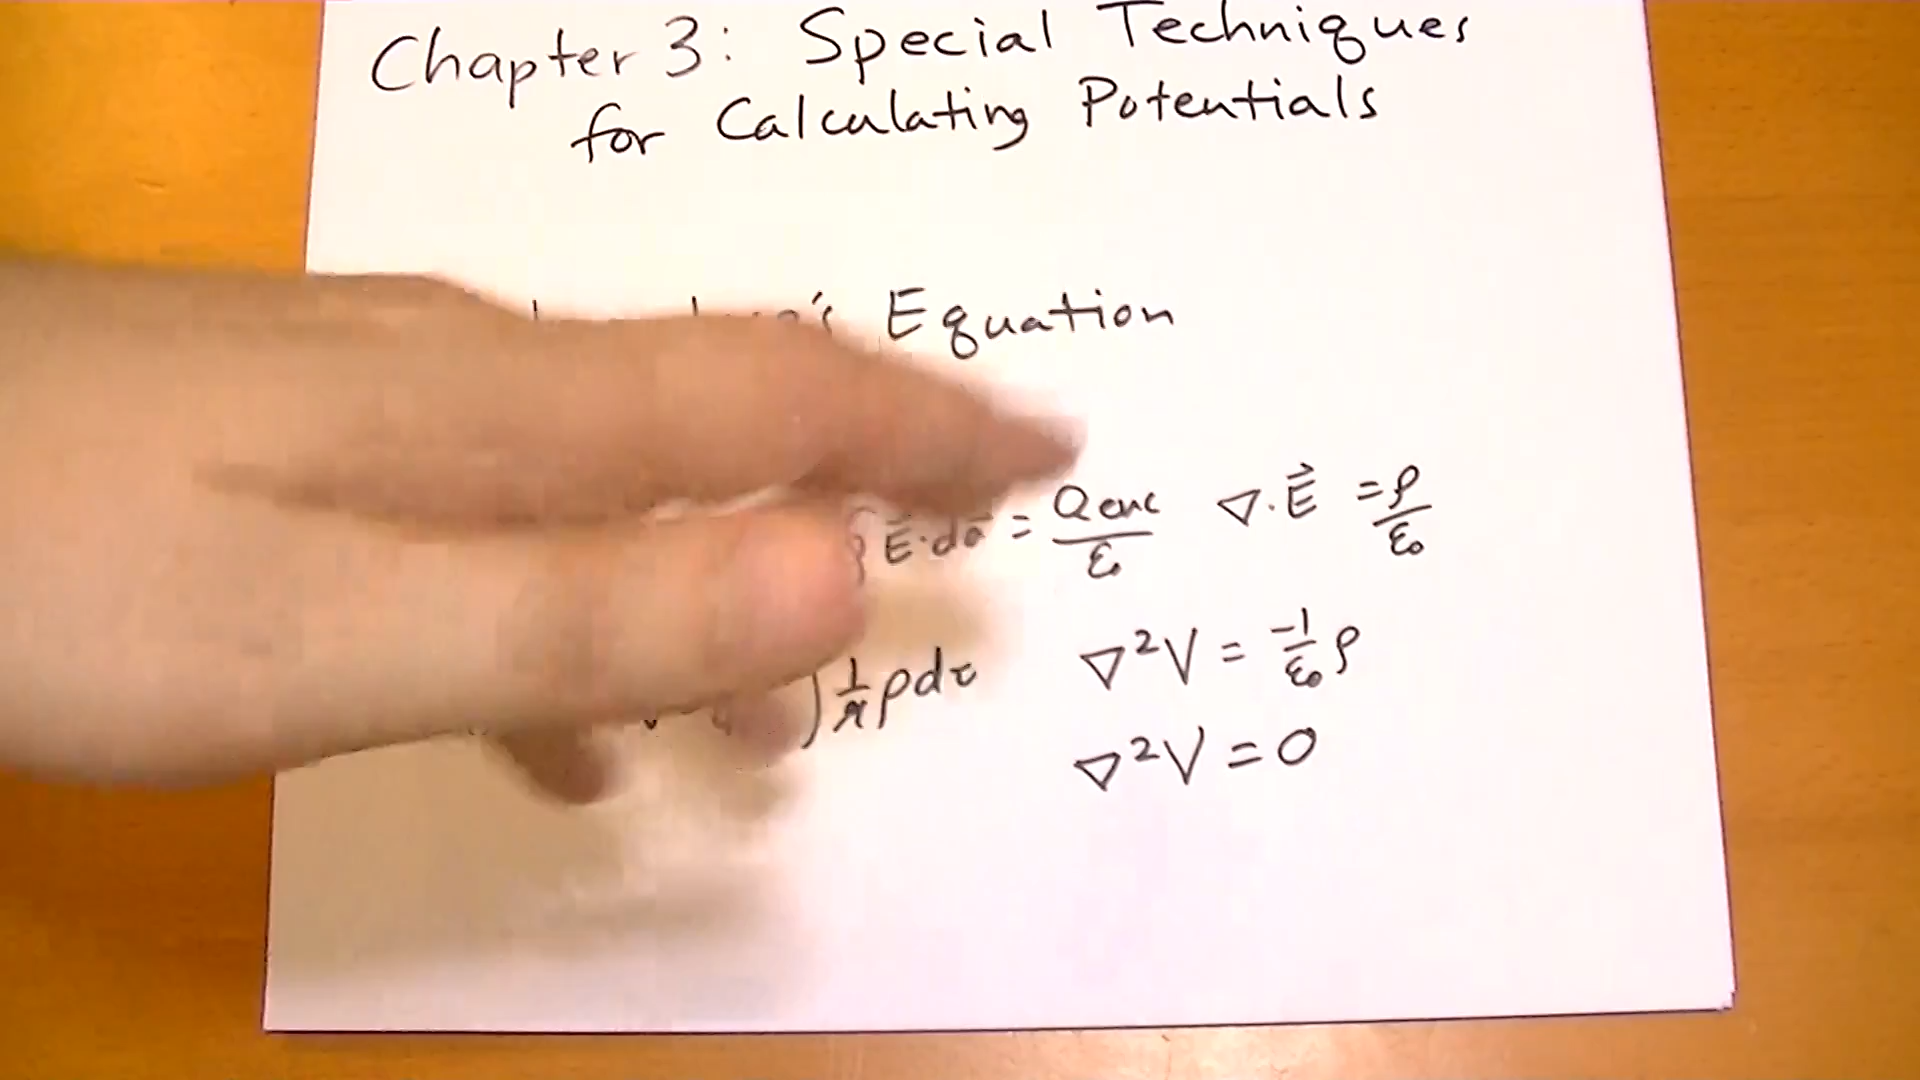 Chapter 3: Special Techniques
for Calculating Potentials
Equation
E·da = Qenc/ε₀ ∇·E⃗ = ρ/ε₀
∫ 1/r ρdτ ∇²V = -1/ε₀ ρ
∇²V = 0